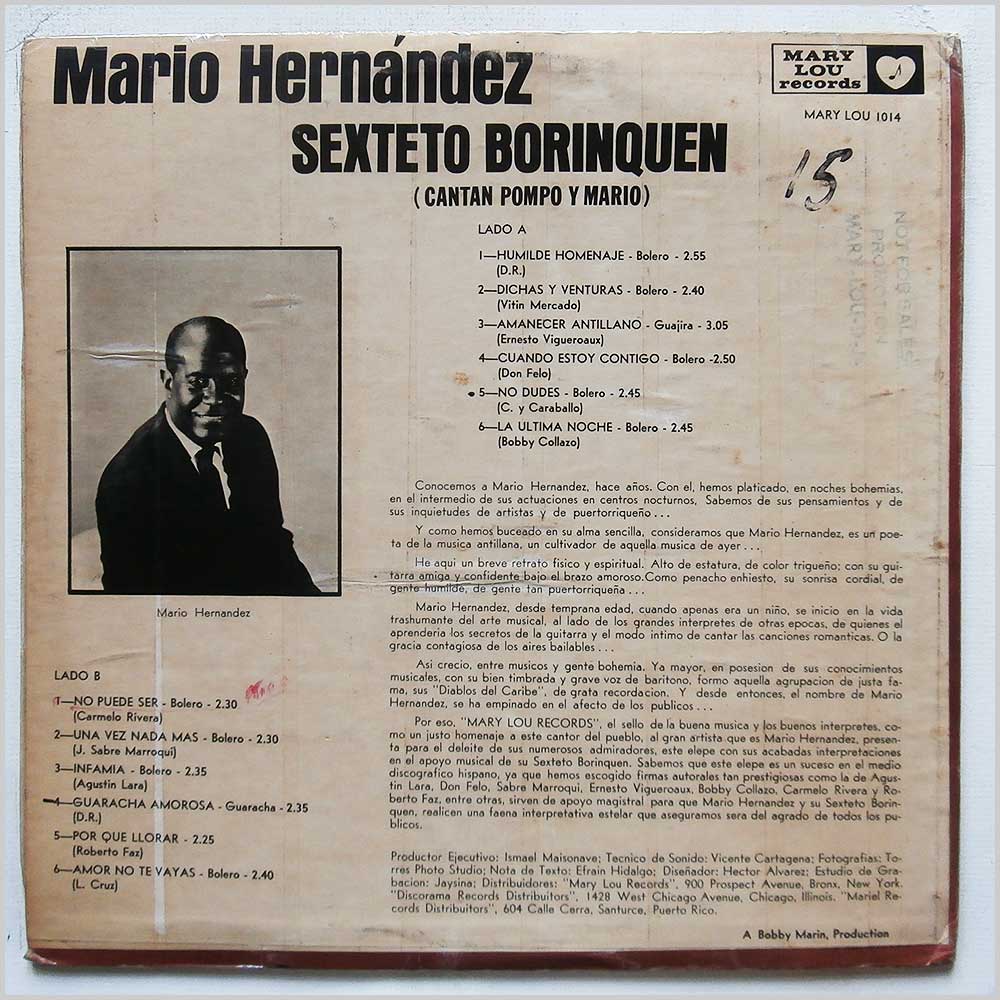 Mario Hernández
SEXTETO BORINQUEN
(CANTAN POMPO Y MARIO)
MARY
LOU
records
MARY LOU 1014
15
NOT FOR SALE
MARY LOU
LADO A
1—HUMILDE HOMENAJE - Bolero - 2.55
(D.R.)
2—DICHAS Y VENTURAS - Bolero - 2.40
(Vitin Mercado)
3—AMANECER ANTILLANO - Guajira - 3.05
(Ernesto Vigueroaux)
4—CUANDO ESTOY CONTIGO - Bolero -2.50
(Don Felo)
5—NO DUDES - Bolero - 2.45
(C. y Caraballo)
6—LA ULTIMA NOCHE - Bolero - 2.45
(Bobby Collazo)
Mario Hernandez
Conocemos a Mario Hernandez, hace años. Con el, hemos platicado, en noches bohemias,
en el intermedio de sus actuaciones en centros nocturnos, Sabemos de sus pensamientos y de
sus inquietudes de artistas y de puertorriqueño ...
Y como hemos buceado en su alma sencilla, consideramos que Mario Hernandez, es un poe-
ta de la musica antillana, un cultivador de aquella musica de ayer ...
He aqui un breve retrato fisico y espiritual. Alto de estatura, de color trigueño; con su gui-
tarra amiga y confidente bajo el brazo amoroso.Como penacho enhiesto, su sonrisa cordial, de
gente humilde, de gente tan puertorriqueña ...
Mario Hernandez, desde temprana edad, cuando apenas era un niño, se inicio en la vida
trashumante del arte musical, al lado de los grandes interpretes de otras epocas, de quienes el
aprenderia los secretos de la guitarra y el modo intimo de cantar las canciones romanticas. O la
gracia contagiosa de los aires bailables ...
Asi crecio, entre musicos y gente bohemia. Ya mayor, en posesion de sus conocimientos
musicales, con su bien timbrada y grave voz de baritono, formo aquella agrupacion de justa fa-
ma, sus "Diablos del Caribe", de grata recordacion. Y desde entonces, el nombre de Mario
Hernandez, se ha empinado en el afecto de los publicos ...
Por eso, "MARY LOU RECORDS", el sello de la buena musica y los buenos interpretes, co-
mo un justo homenaje a este cantor del pueblo, al gran artista que es Mario Hernandez, presen-
ta para el deleite de sus numerosos admiradores, este elepe con sus acabadas interpretaciones
en el apoyo musical de su Sexteto Borinquen. Sabemos que este elepe es un suceso en el medio
discografico hispano, ya que hemos escogido firmas autorales tan prestigiosas como la de Agus-
tin Lara, Don Felo, Sabre Marroqui, Ernesto Vigueroaux, Bobby Collazo, Carmelo Rivera y Ro-
berto Faz, entre otras, sirven de apoyo magistral para que Mario Hernandez y su Sexteto Borin-
quen, realicen una faena interpretativa estelar que aseguramos sera del agrado de todos los pu-
blicos.
LADO B
1—NO PUEDE SER - Bolero - 2.30
(Carmelo Rivera)
2—UNA VEZ NADA MAS - Bolero - 2.30
(J. Sabre Marroqui)
3—INFAMIA - Bolero - 2.35
(Agustin Lara)
4—GUARACHA AMOROSA - Guaracha - 2.35
(D.R.)
5—POR QUE LLORAR - 2.25
(Roberto Faz)
6—AMOR NO TE VAYAS - Bolero - 2.40
(L. Cruz)
Productor Ejecutivo: Ismael Maisonave; Tecnico de Sonido: Vicente Cartagena; Fotografias: To-
rres Photo Studio; Nota de Texto: Efrain Hidalgo; Diseñador: Hector Alvarez; Estudio de Gra-
bacion: Jaysina; Distribuidores: "Mary Lou Records", 900 Prospect Avenue, Bronx, New York.
"Discorama Records Distribuitors", 1428 West Chicago Avenue, Chicago, Illinois. "Mariel Re-
cords Distribuitors", 604 Calle Cerra, Santurce, Puerto Rico.
A Bobby Marin, Production